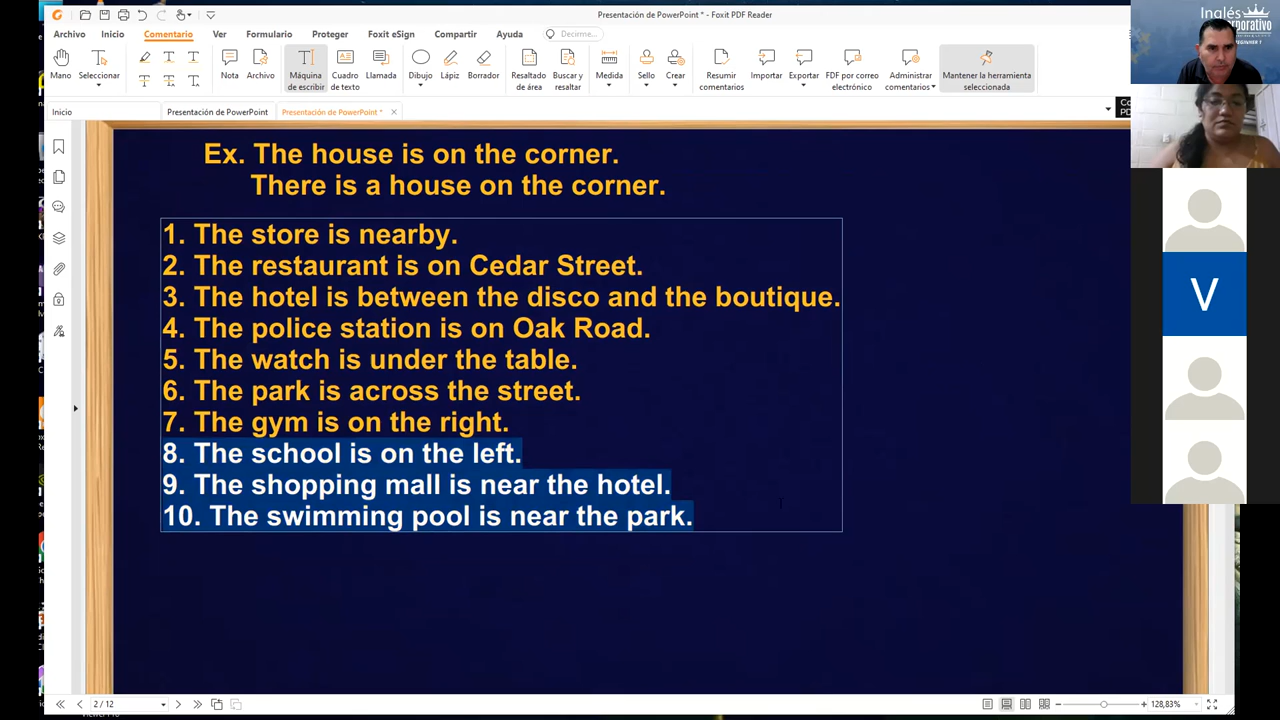 Presentación de PowerPoint * - Foxit PDF Reader
Archivo Inicio Comentario Ver Formulario Proteger Foxit eSign Compartir Ayuda Decirme...
Mano Seleccionar Nota Archivo Máquina de escribir Cuadro de texto Llamada Dibujo Lápiz Borrador Resaltado de área Buscar y resaltar Medida Sello Crear Resumir comentarios Importar Exportar FDF por correo electrónico Administrar comentarios Mantener la herramienta seleccionada
Inicio Presentación de PowerPoint Presentación de PowerPoint *
Ex. The house is on the corner.
There is a house on the corner.
1. The store is nearby.
2. The restaurant is on Cedar Street.
3. The hotel is between the disco and the boutique.
4. The police station is on Oak Road.
5. The watch is under the table.
6. The park is across the street.
7. The gym is on the right.
8. The school is on the left.
9. The shopping mall is near the hotel.
10. The swimming pool is near the park.
2 / 12
128,83%
Inglés
V